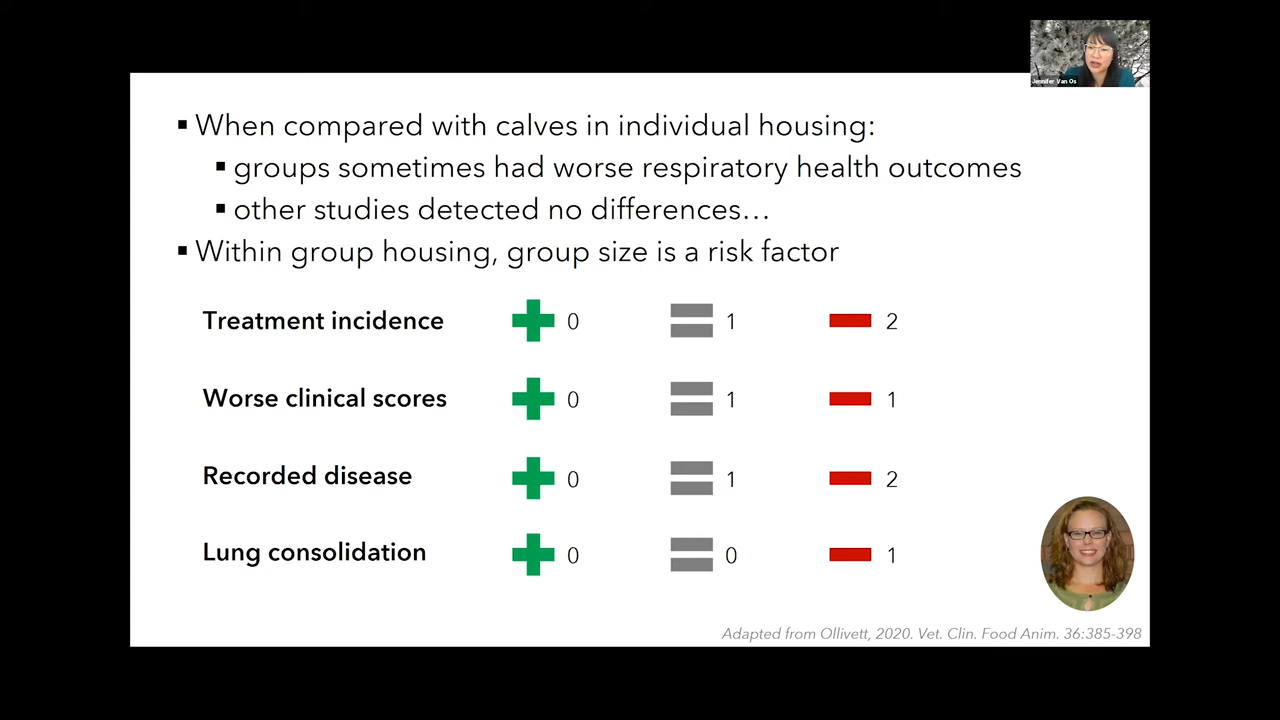 Jennifer Van Os
▪ When compared with calves in individual housing:
▪ groups sometimes had worse respiratory health outcomes
▪ other studies detected no differences…
▪ Within group housing, group size is a risk factor
Treatment incidence 0 1 2
Worse clinical scores 0 1 1
Recorded disease 0 1 2
Lung consolidation 0 0 1
Adapted from Ollivett, 2020. Vet. Clin. Food Anim. 36:385-398